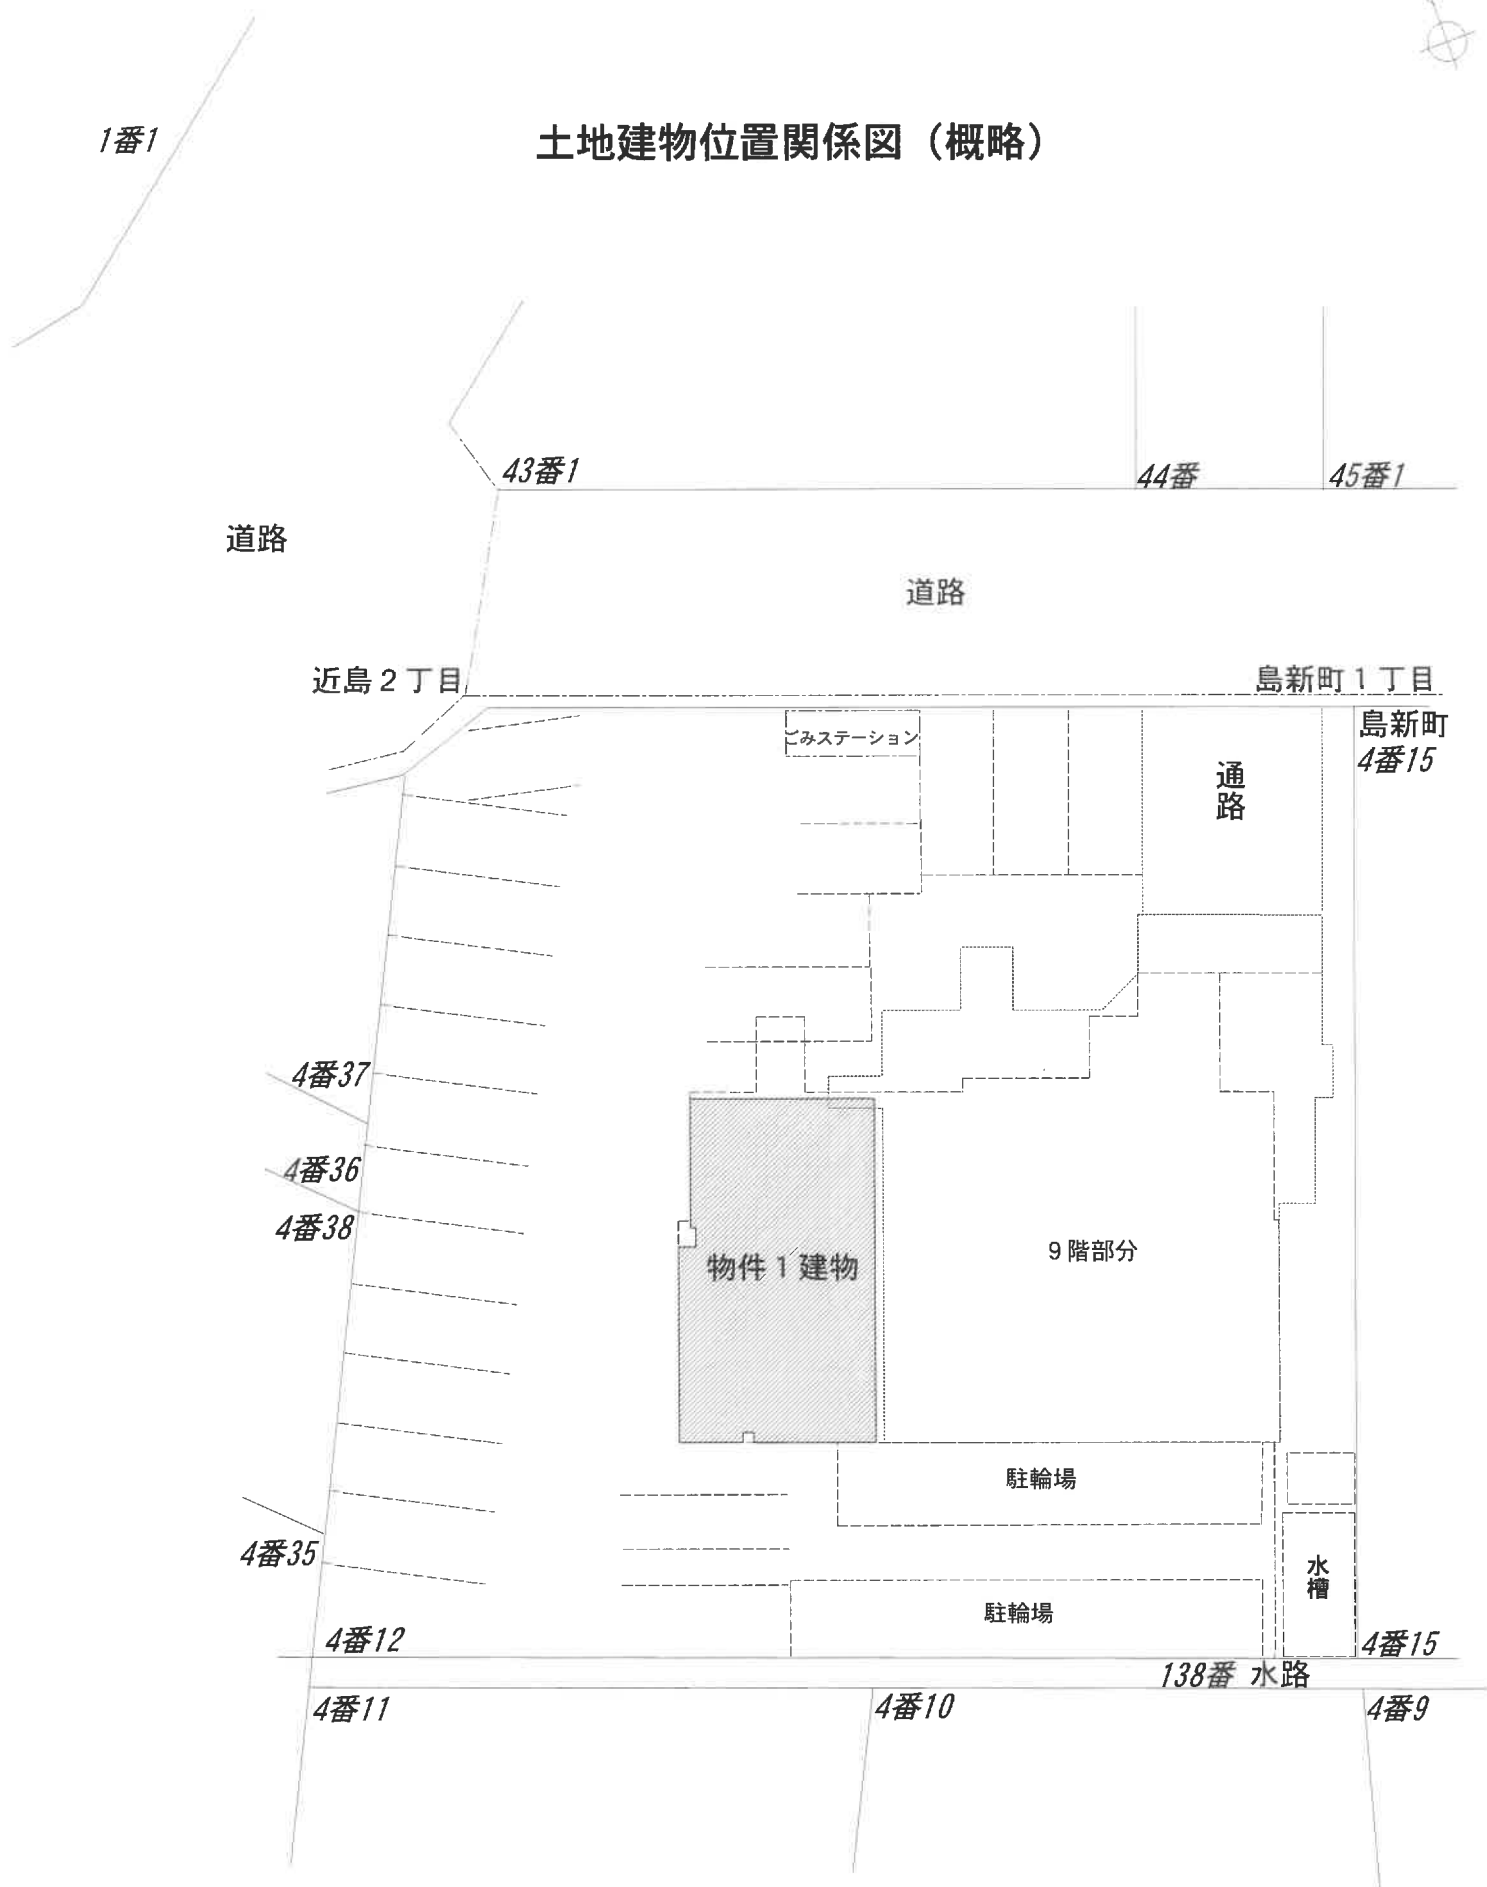 1番1
土地建物位置関係図（概略）
43番1
44番
45番1
道路
道路
近島２丁目
島新町１丁目
島新町
4番15
ごみステーション
通路
4番37
4番36
4番38
物件１建物
９階部分
駐輪場
4番35
水槽
駐輪場
4番12
4番15
138番 水路
4番11
4番10
4番9